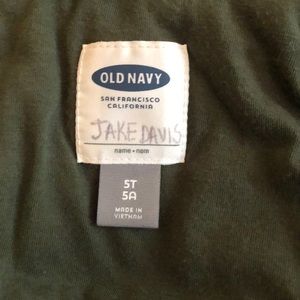 OLD NAVY
SAN FRANCISCO
CALIFORNIA
JAKE DAVIS
name • nom
5T
5A
MADE IN
VIETNAM